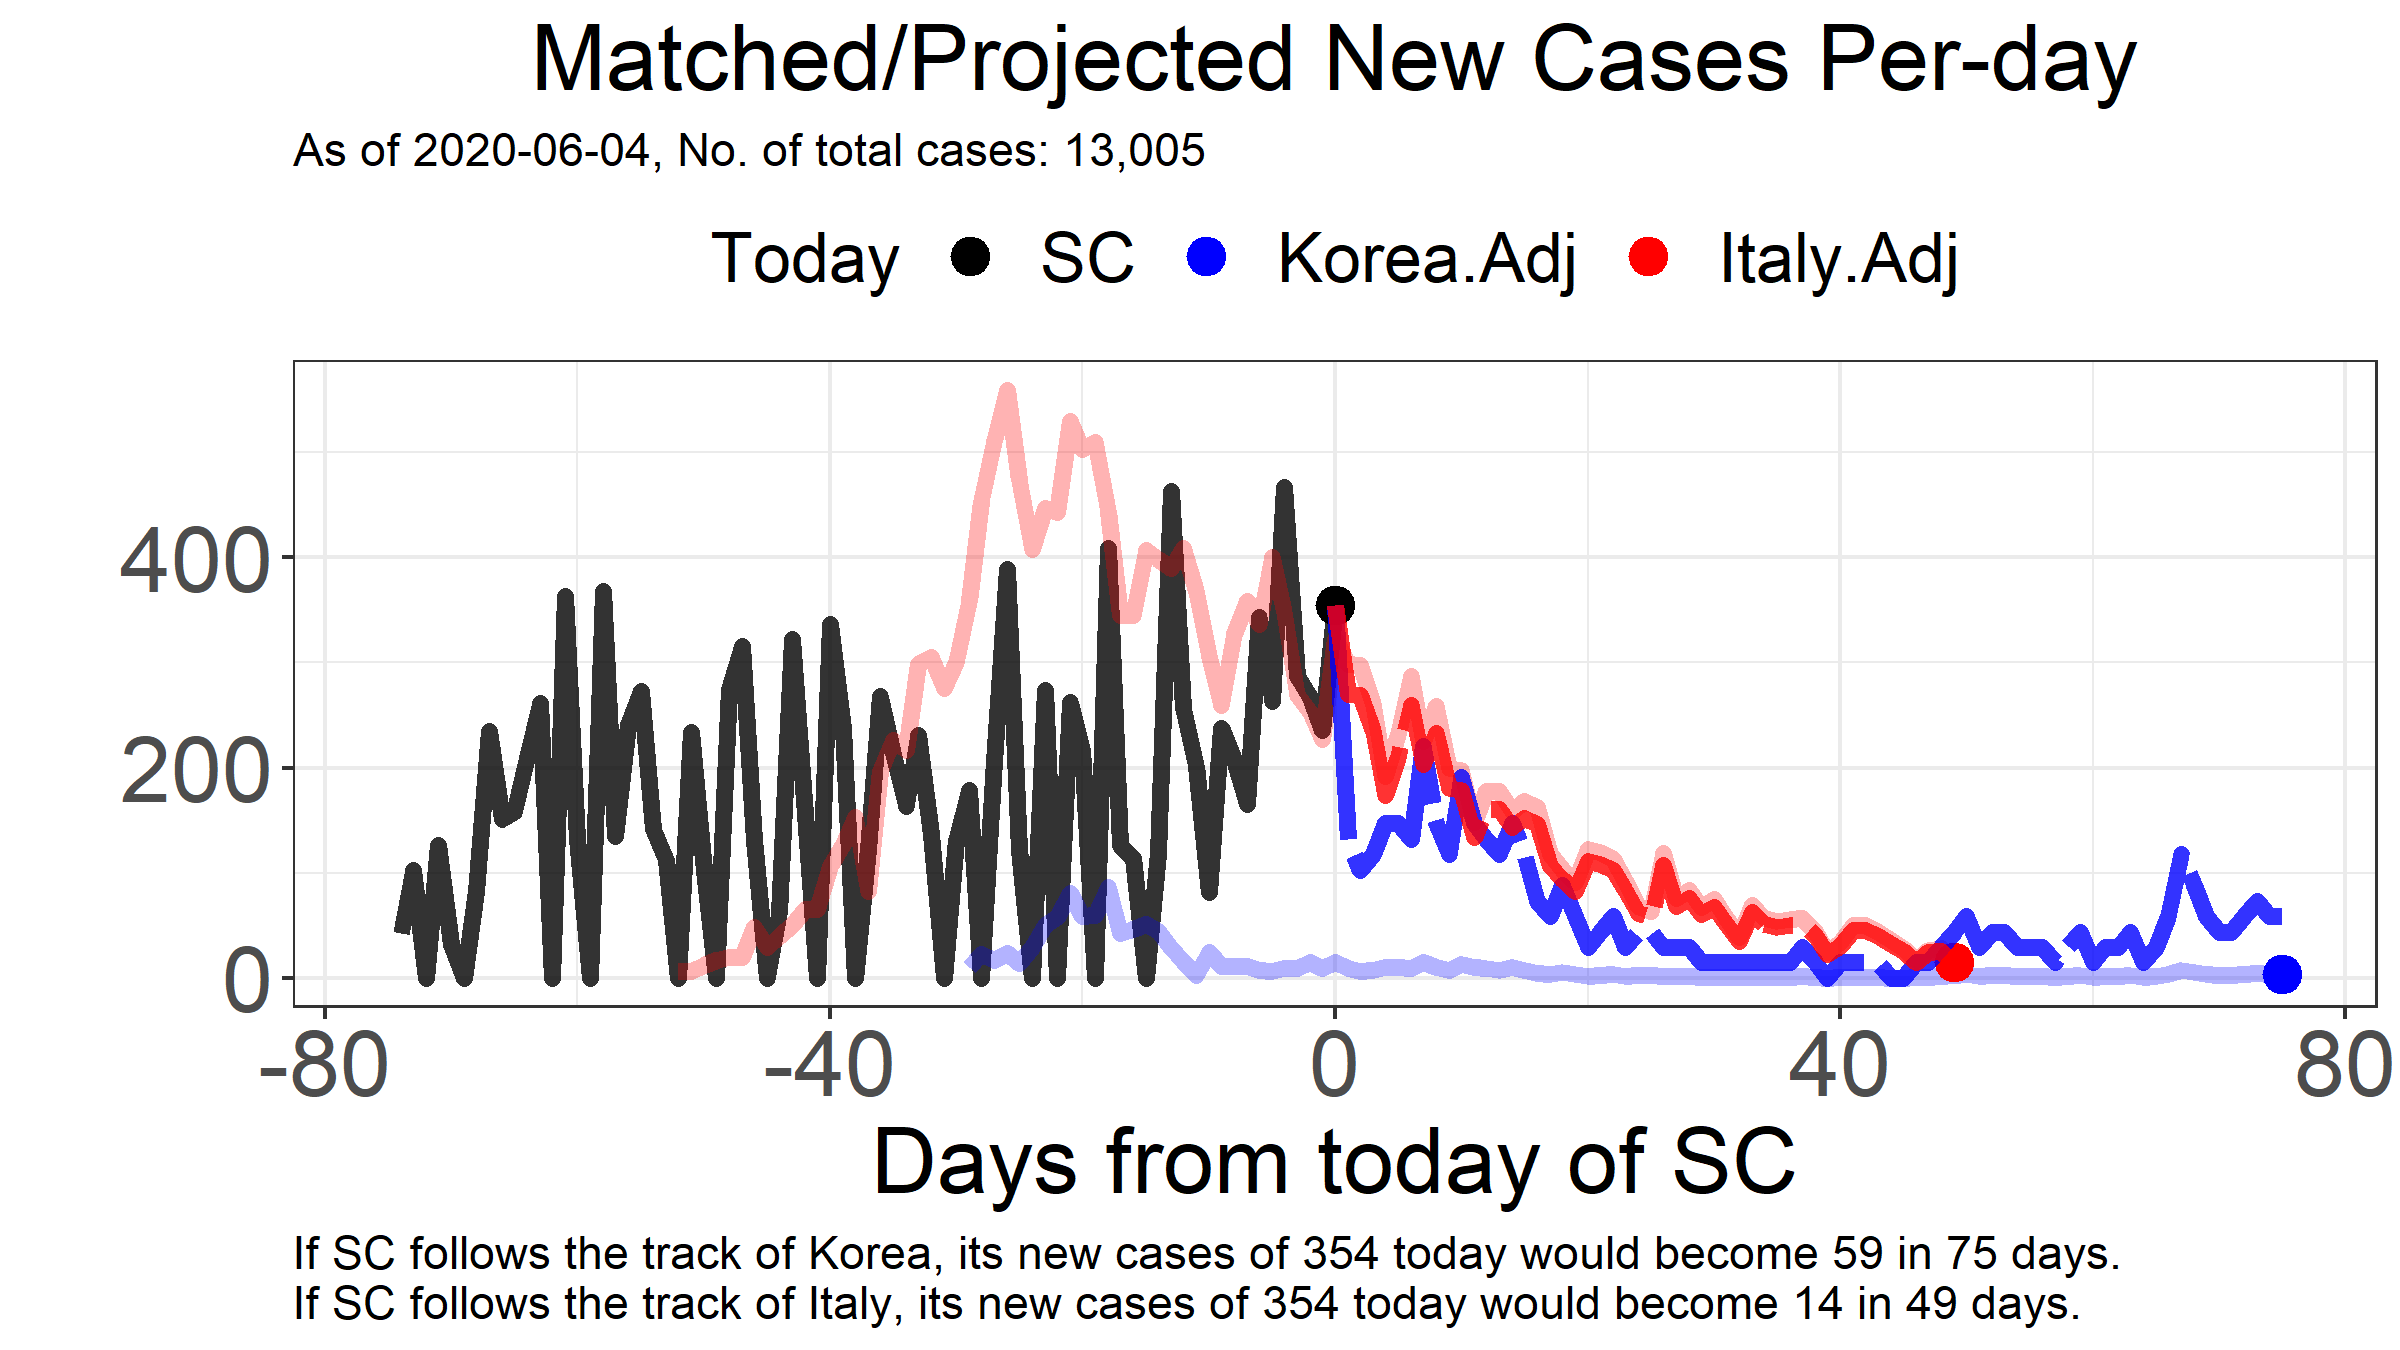 Matched/Projected New Cases Per-day
As of 2020-06-04, No. of total cases: 13,005
Today SC Korea.Adj Italy.Adj
400
200
0
-80 -40 0 40 80
Days from today of SC
If SC follows the track of Korea, its new cases of 354 today would become 59 in 75 days.
If SC follows the track of Italy, its new cases of 354 today would become 14 in 49 days.